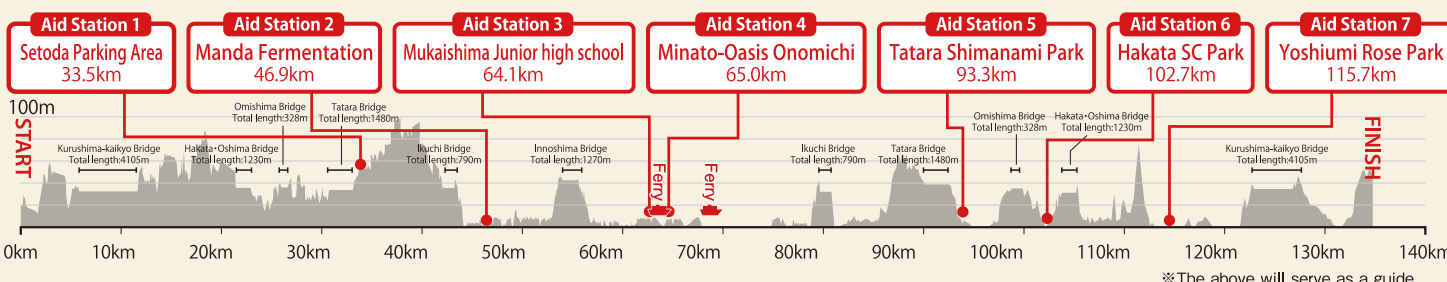 Aid Station 1
Setoda Parking Area
33.5km
Aid Station 2
Manda Fermentation
46.9km
Aid Station 3
Mukaishima Junior high school
64.1km
Aid Station 4
Minato-Oasis Onomichi
65.0km
Aid Station 5
Tatara Shimanami Park
93.3km
Aid Station 6
Hakata SC Park
102.7km
Aid Station 7
Yoshiumi Rose Park
115.7km
100m
START
Kurushima-kaikyo Bridge
Total length:4105m
Hakata・Oshima Bridge
Total length:1230m
Omishima Bridge
Total length:328m
Tatara Bridge
Total length:1480m
Ikuchi Bridge
Total length:790m
Innoshima Bridge
Total length:1270m
Ferry
Ferry
Ikuchi Bridge
Total length:790m
Tatara Bridge
Total length:1480m
Omishima Bridge
Total length:328m
Hakata・Oshima Bridge
Total length:1230m
Kurushima-kaikyo Bridge
Total length:4105m
FINISH
0km
10km
20km
30km
40km
50km
60km
70km
80km
90km
100km
110km
120km
130km
140km
※The above will serve as a guide